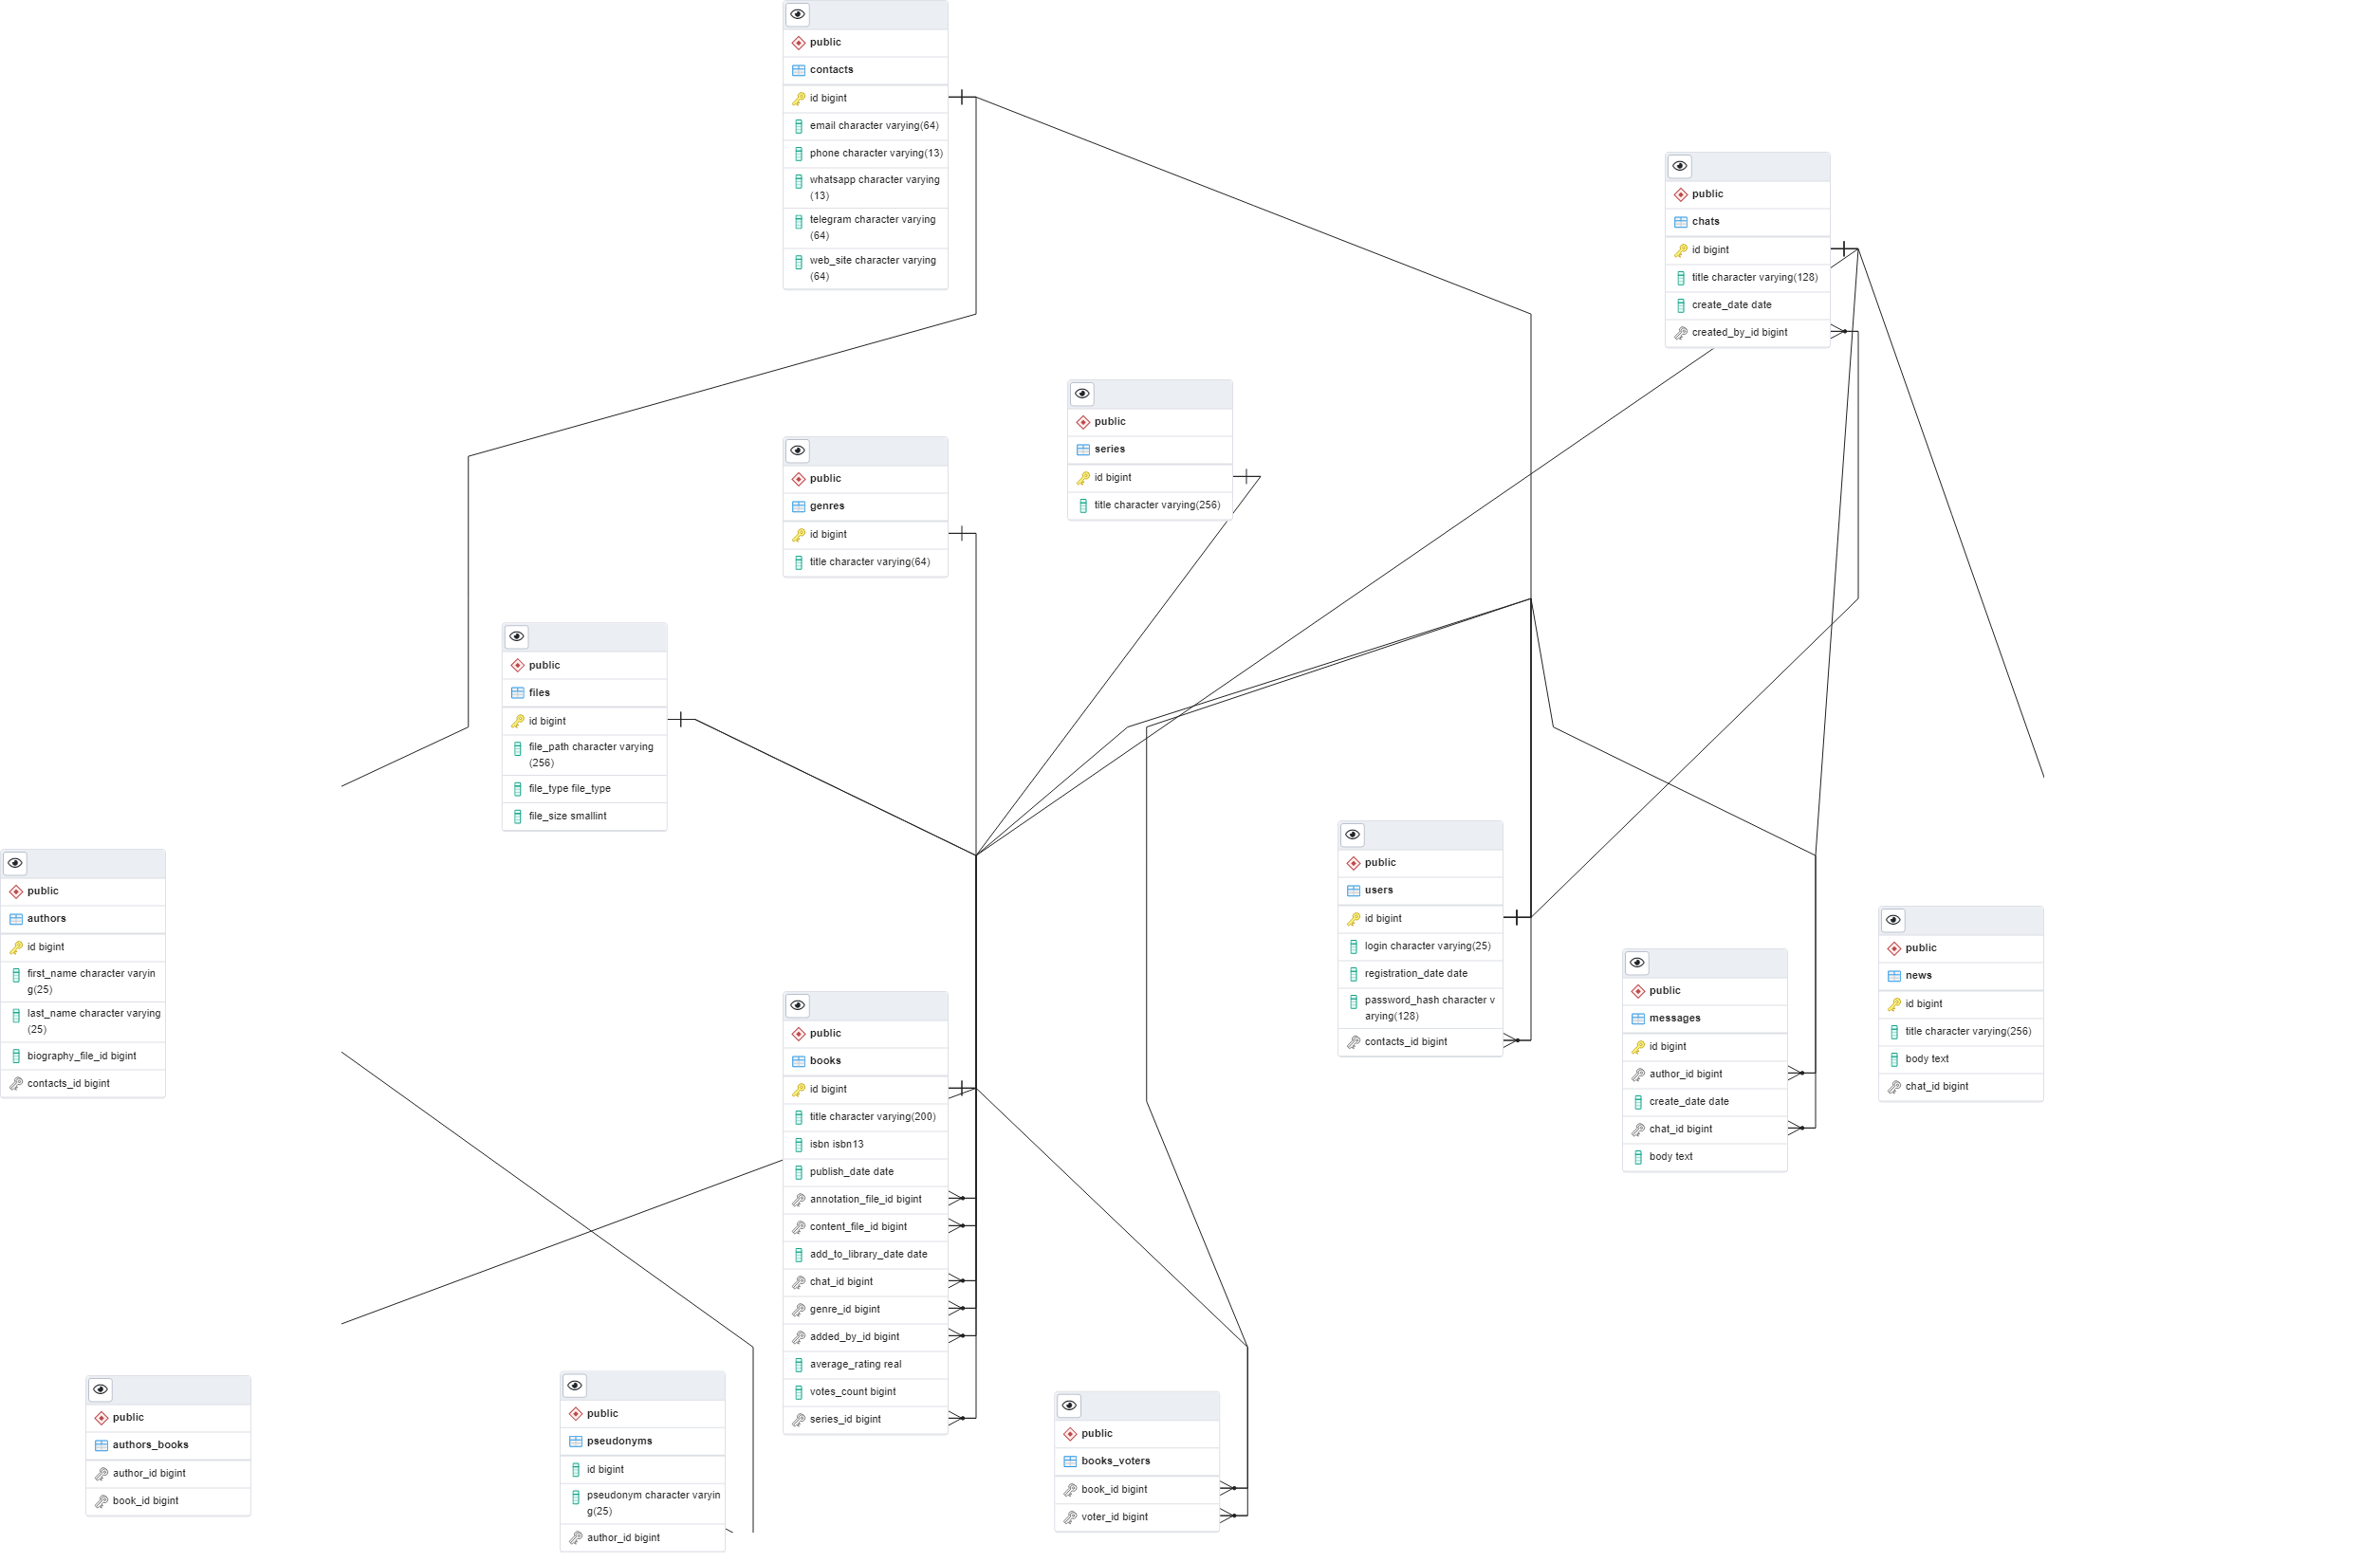 public
contacts
id bigint
email character varying(64)
phone character varying(13)
whatsapp character varying
(13)
telegram character varying
(64)
web_site character varying
(64)
public
chats
id bigint
title character varying(128)
create_date date
created_by_id bigint
public
series
id bigint
title character varying(256)
public
genres
id bigint
title character varying(64)
public
files
id bigint
file_path character varying
(256)
file_type file_type
file_size smallint
public
users
id bigint
login character varying(25)
registration_date date
password_hash character v
arying(128)
contacts_id bigint
public
authors
id bigint
first_name character varyin
g(25)
last_name character varying
(25)
biography_file_id bigint
contacts_id bigint
public
news
id bigint
title character varying(256)
body text
chat_id bigint
public
messages
id bigint
author_id bigint
create_date date
chat_id bigint
body text
public
books
id bigint
title character varying(200)
isbn isbn13
publish_date date
annotation_file_id bigint
content_file_id bigint
add_to_library_date date
chat_id bigint
genre_id bigint
added_by_id bigint
average_rating real
votes_count bigint
series_id bigint
public
authors_books
author_id bigint
book_id bigint
public
pseudonyms
id bigint
pseudonym character varyin
g(25)
author_id bigint
public
books_voters
book_id bigint
voter_id bigint